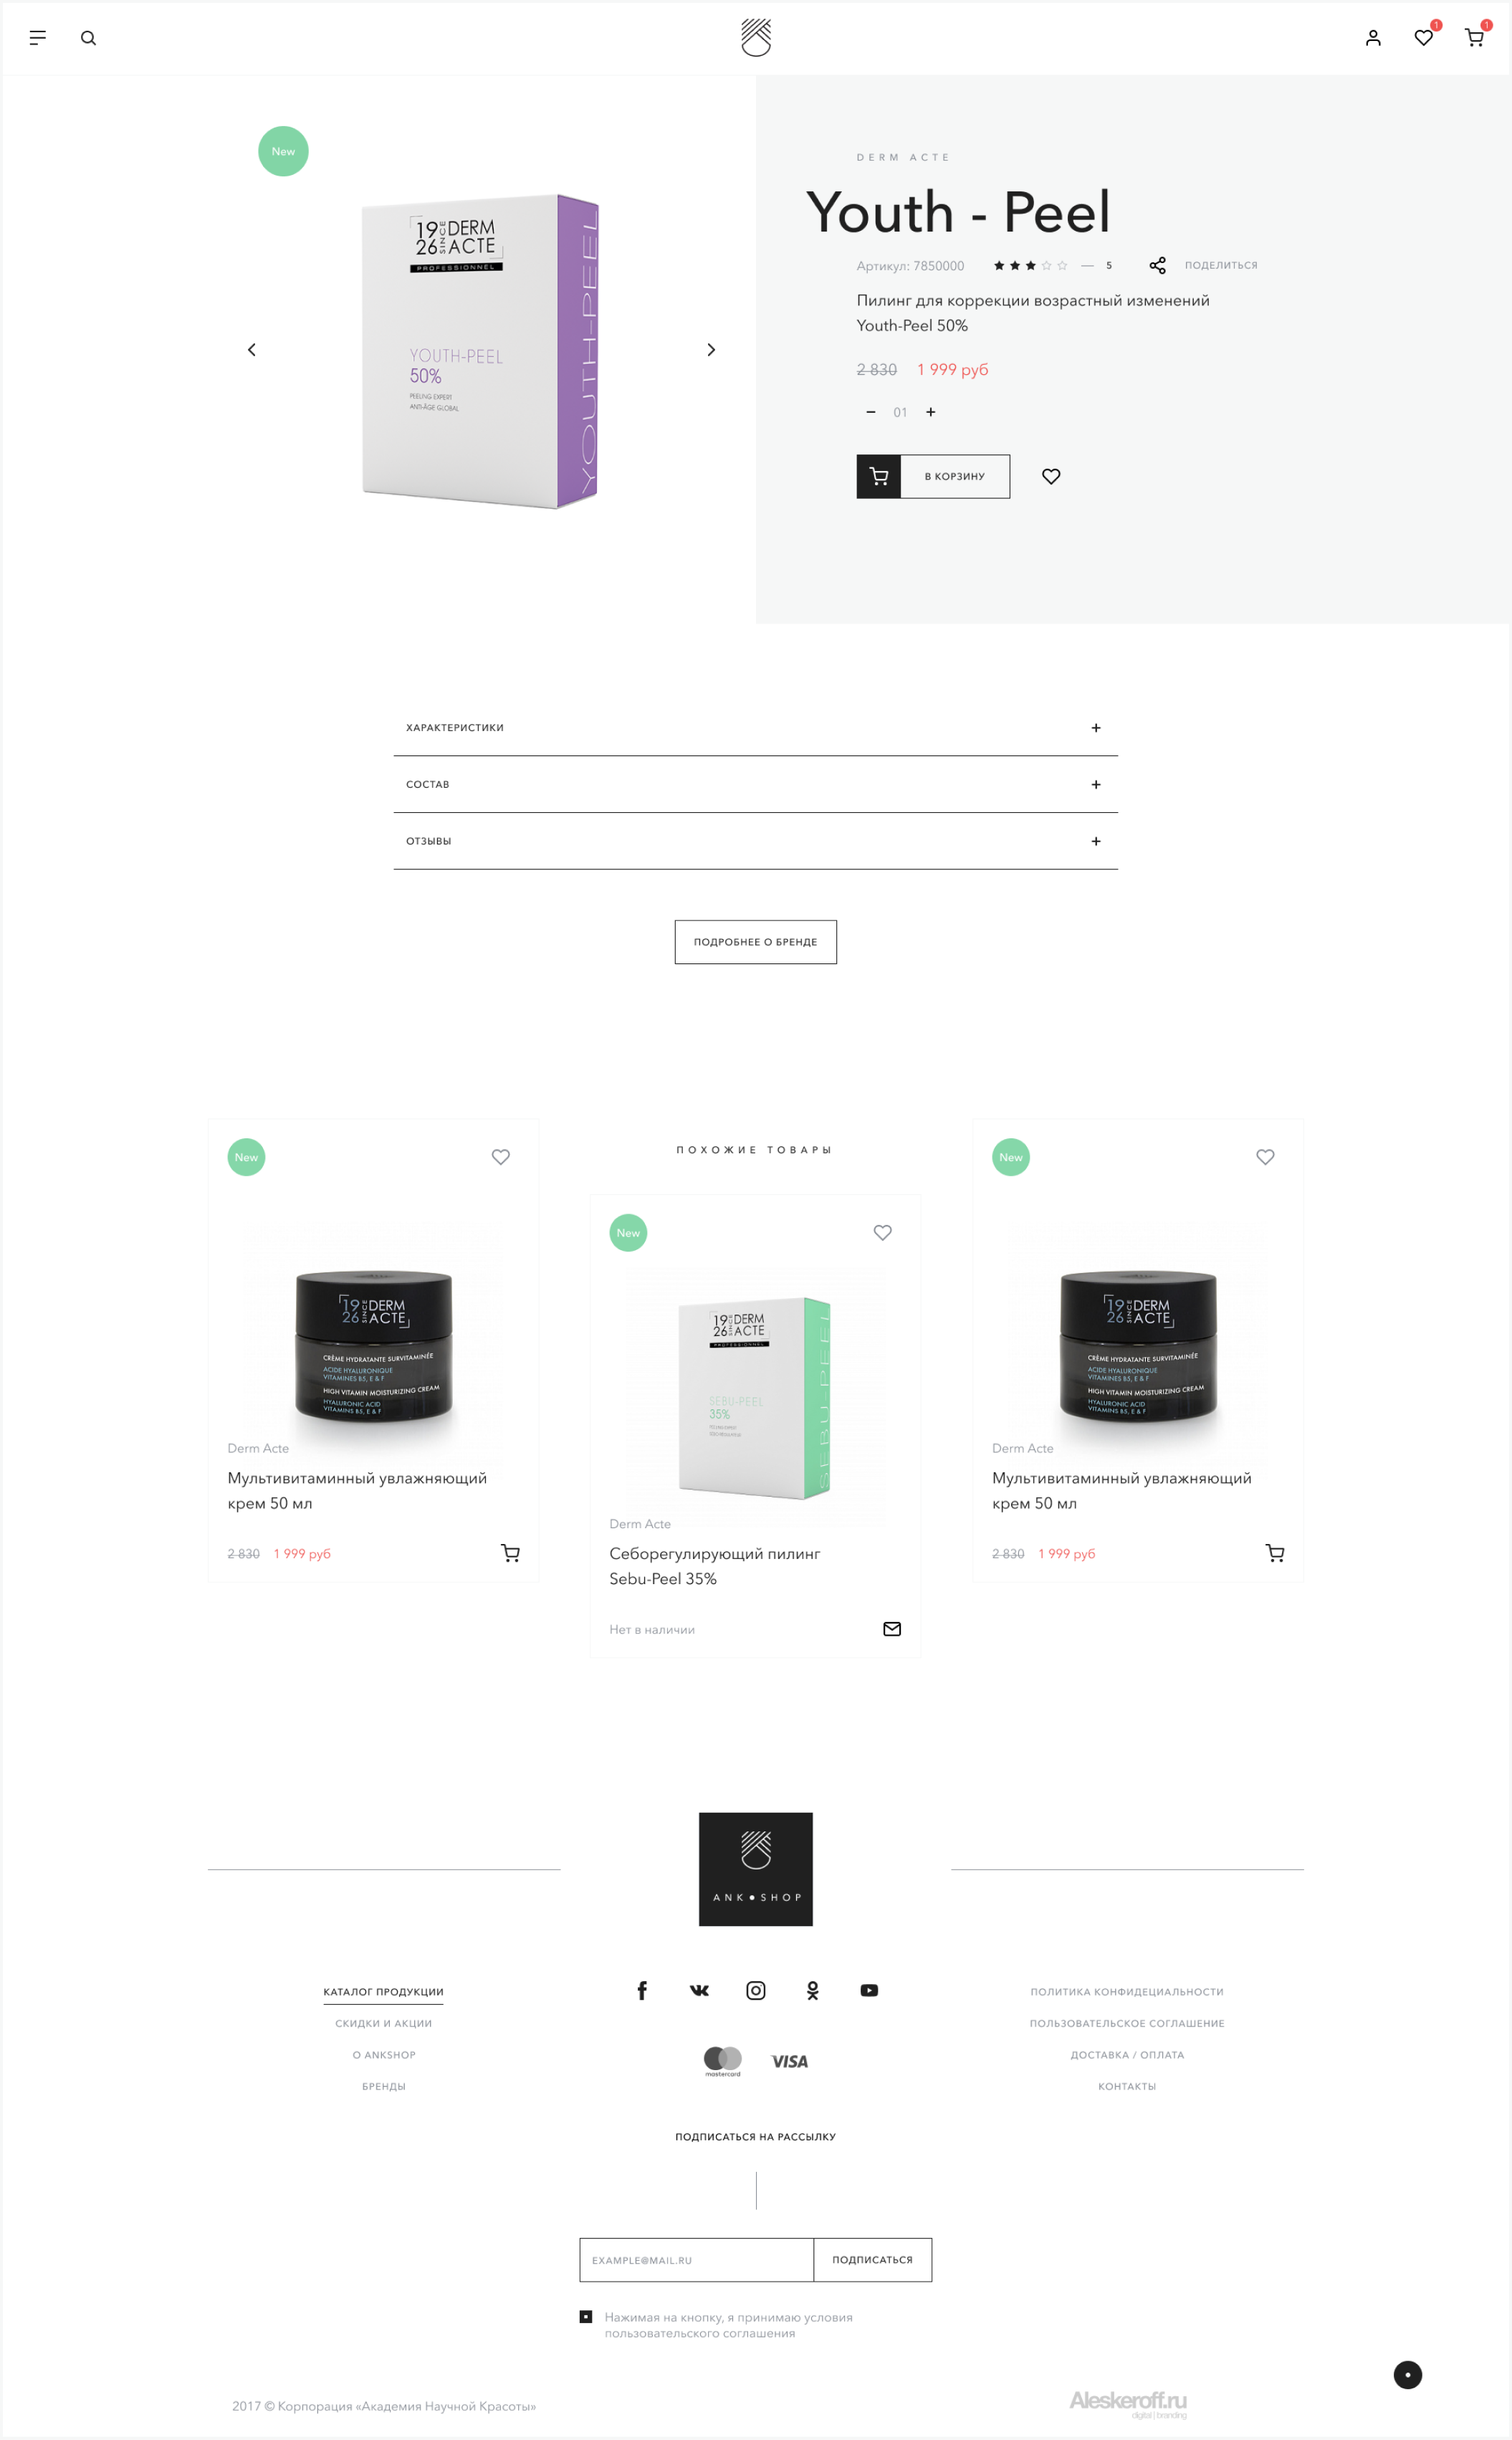 1
1
New
19 SINCE DERM
26 ACTE
PROFESSIONNEL
YOUTH-PEEL
50%
PEELING EXPERT
ANTI-ÂGE GLOBAL
YOUTH-PEEL
DERM ACTE
Youth - Peel
Артикул: 7850000
— 5
ПОДЕЛИТЬСЯ
Пилинг для коррекции возрастный изменений
Youth-Peel 50%
2 830 1 999 руб
− 01 +
В КОРЗИНУ
ХАРАКТЕРИСТИКИ +
СОСТАВ +
ОТЗЫВЫ +
ПОДРОБНЕЕ О БРЕНДЕ
ПОХОЖИЕ ТОВАРЫ
New
19 SINCE DERM
26 ACTE
CRÈME HYDRATANTE SURVITAMINÉE
ACIDE HYALURONIQUE
VITAMINES B5, E & F
HIGH VITAMIN MOISTURIZING CREAM
HYALURONIC ACID
VITAMINS B5, E & F
Derm Acte
Мультивитаминный увлажняющий
крем 50 мл
2 830 1 999 руб
New
19 SINCE DERM
26 ACTE
PROFESSIONNEL
SEBU-PEEL
35%
SEBU-PEEL
Derm Acte
Себорегулирующий пилинг
Sebu-Peel 35%
Нет в наличии
New
19 SINCE DERM
26 ACTE
CRÈME HYDRATANTE SURVITAMINÉE
ACIDE HYALURONIQUE
VITAMINES B5, E & F
HIGH VITAMIN MOISTURIZING CREAM
HYALURONIC ACID
VITAMINS B5, E & F
Derm Acte
Мультивитаминный увлажняющий
крем 50 мл
2 830 1 999 руб
ANK•SHOP
КАТАЛОГ ПРОДУКЦИИ
СКИДКИ И АКЦИИ
О ANKSHOP
БРЕНДЫ
mastercard
VISA
ПОЛИТИКА КОНФИДЕЦИАЛЬНОСТИ
ПОЛЬЗОВАТЕЛЬСКОЕ СОГЛАШЕНИЕ
ДОСТАВКА / ОПЛАТА
КОНТАКТЫ
ПОДПИСАТЬСЯ НА РАССЫЛКУ
EXAMPLE@MAIL.RU
ПОДПИСАТЬСЯ
Нажимая на кнопку, я принимаю условия
пользовательского соглашения
2017 © Корпорация «Академия Научной Красоты»
Aleskeroff.ru
digital | branding